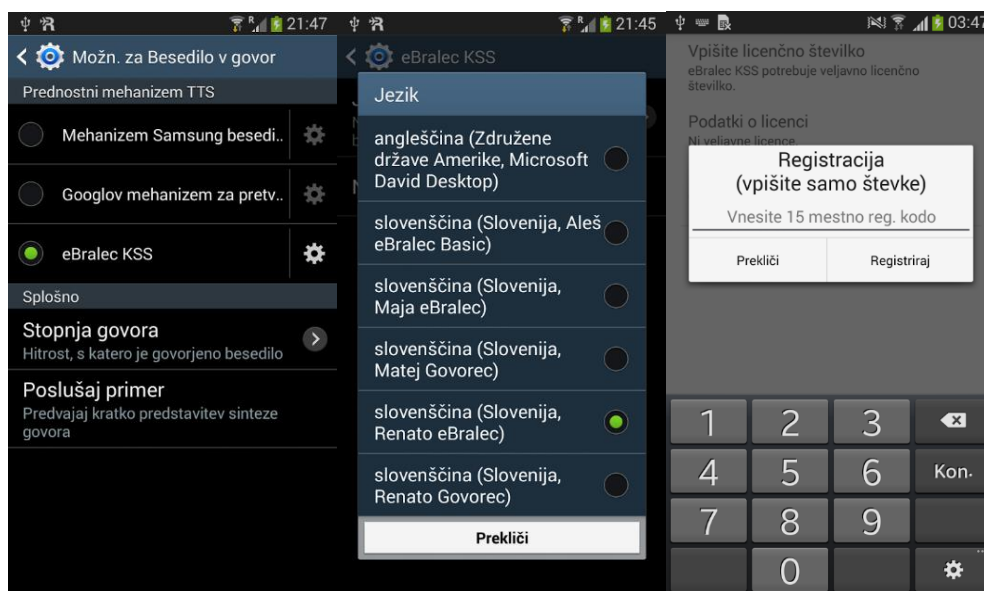 R 21:47
Možn. za Besedilo v govor
Prednostni mehanizem TTS
Mehanizem Samsung besedi..
Googlov mehanizem za pretv..
eBralec KSS
Splošno
Stopnja govora
Hitrost, s katero je govorjeno besedilo
Poslušaj primer
Predvajaj kratko predstavitev sinteze
govora
R 21:45
eBralec KSS
Jezik
angleščina (Združene
države Amerike, Microsoft
David Desktop)
slovenščina (Slovenija, Aleš
eBralec Basic)
slovenščina (Slovenija,
Maja eBralec)
slovenščina (Slovenija,
Matej Govorec)
slovenščina (Slovenija,
Renato eBralec)
slovenščina (Slovenija,
Renato Govorec)
Prekliči
03:47
Vpišite licenčno številko
eBralec KSS potrebuje veljavno licenčno
številko.
Podatki o licenci
Ni veljavne licence
Registracija
(vpišite samo števke)
Vnesite 15 mestno reg. kodo
Prekliči Registriraj
1 2 3
4 5 6 Kon.
7 8 9
0